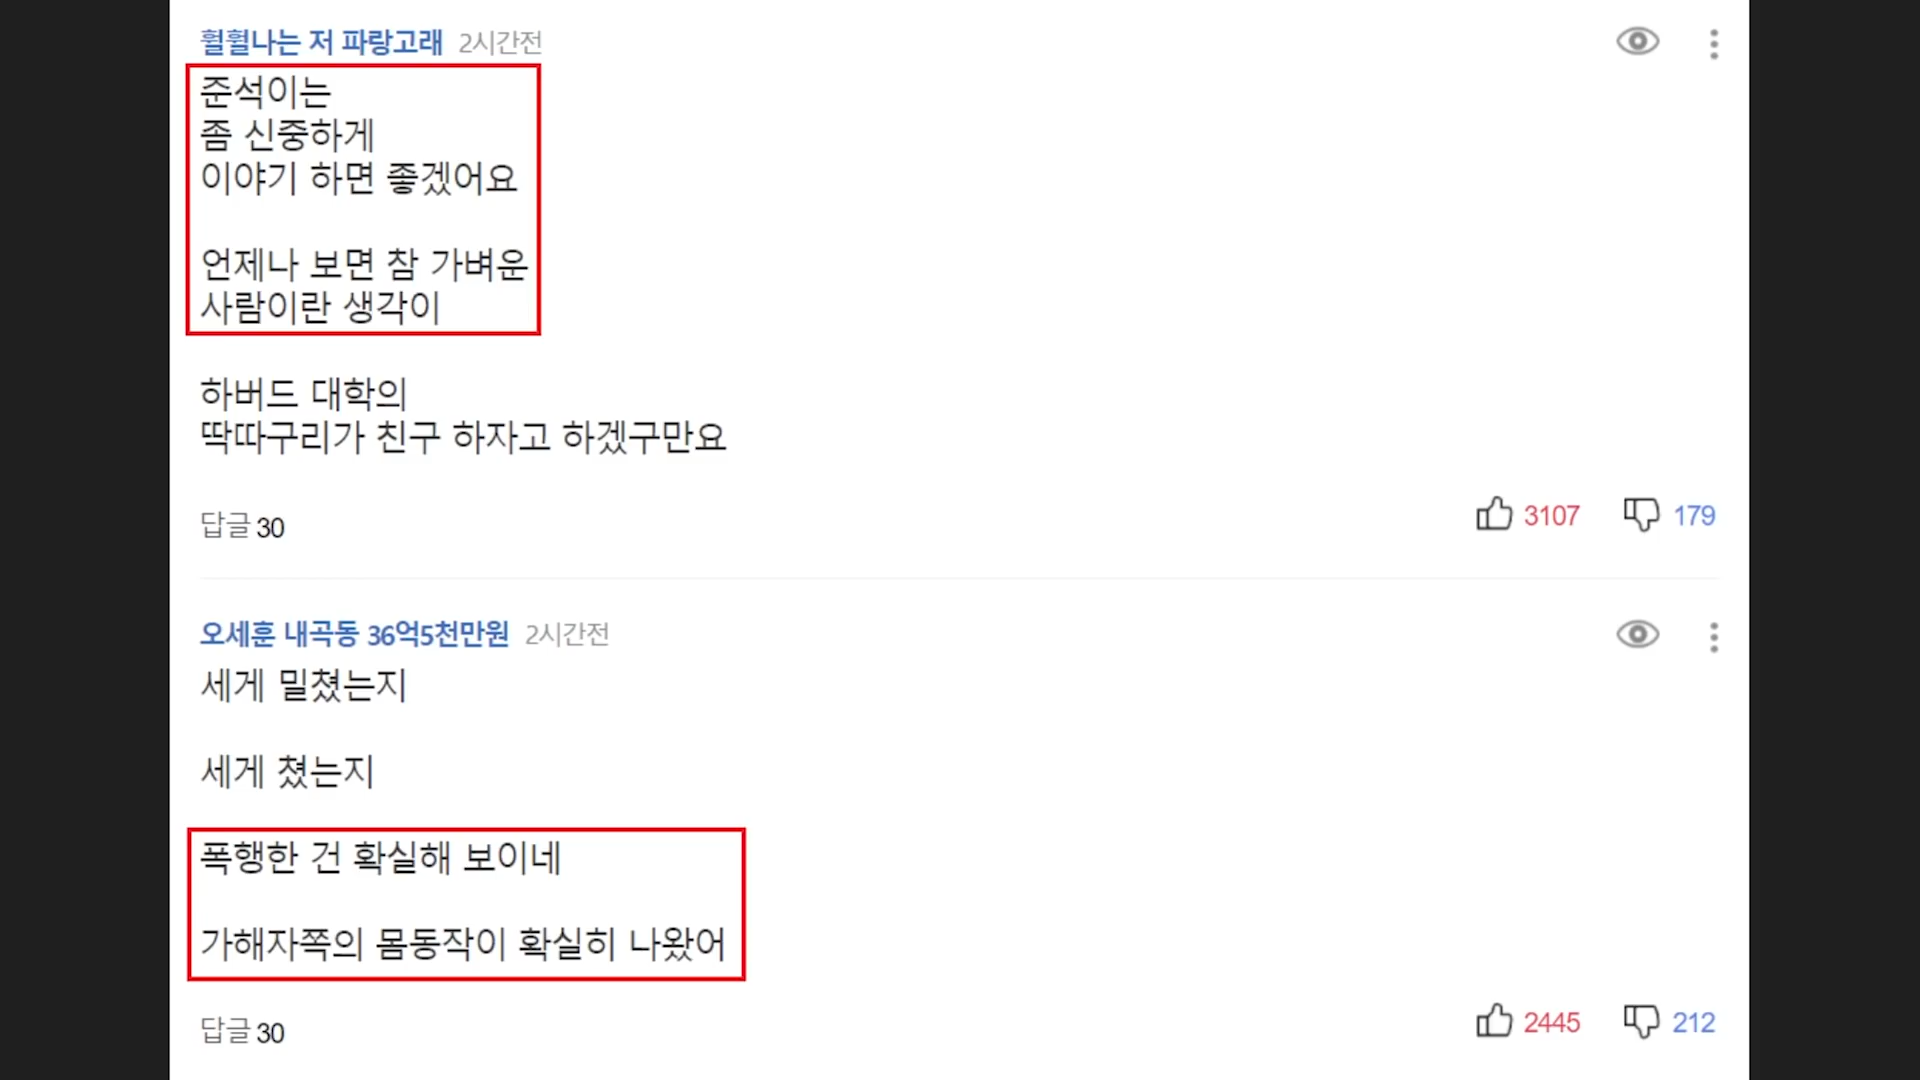 훨훨나는 저 파랑고래 2시간전
준석이는
좀 신중하게
이야기 하면 좋겠어요
언제나 보면 참 가벼운
사람이란 생각이
하버드 대학의
딱따구리가 친구 하자고 하겠구만요
답글 30
3107 179
오세훈 내곡동 36억5천만원 2시간전
세게 밀쳤는지
세게 쳤는지
폭행한 건 확실해 보이네
가해자쪽의 몸동작이 확실히 나왔어
답글 30
2445 212